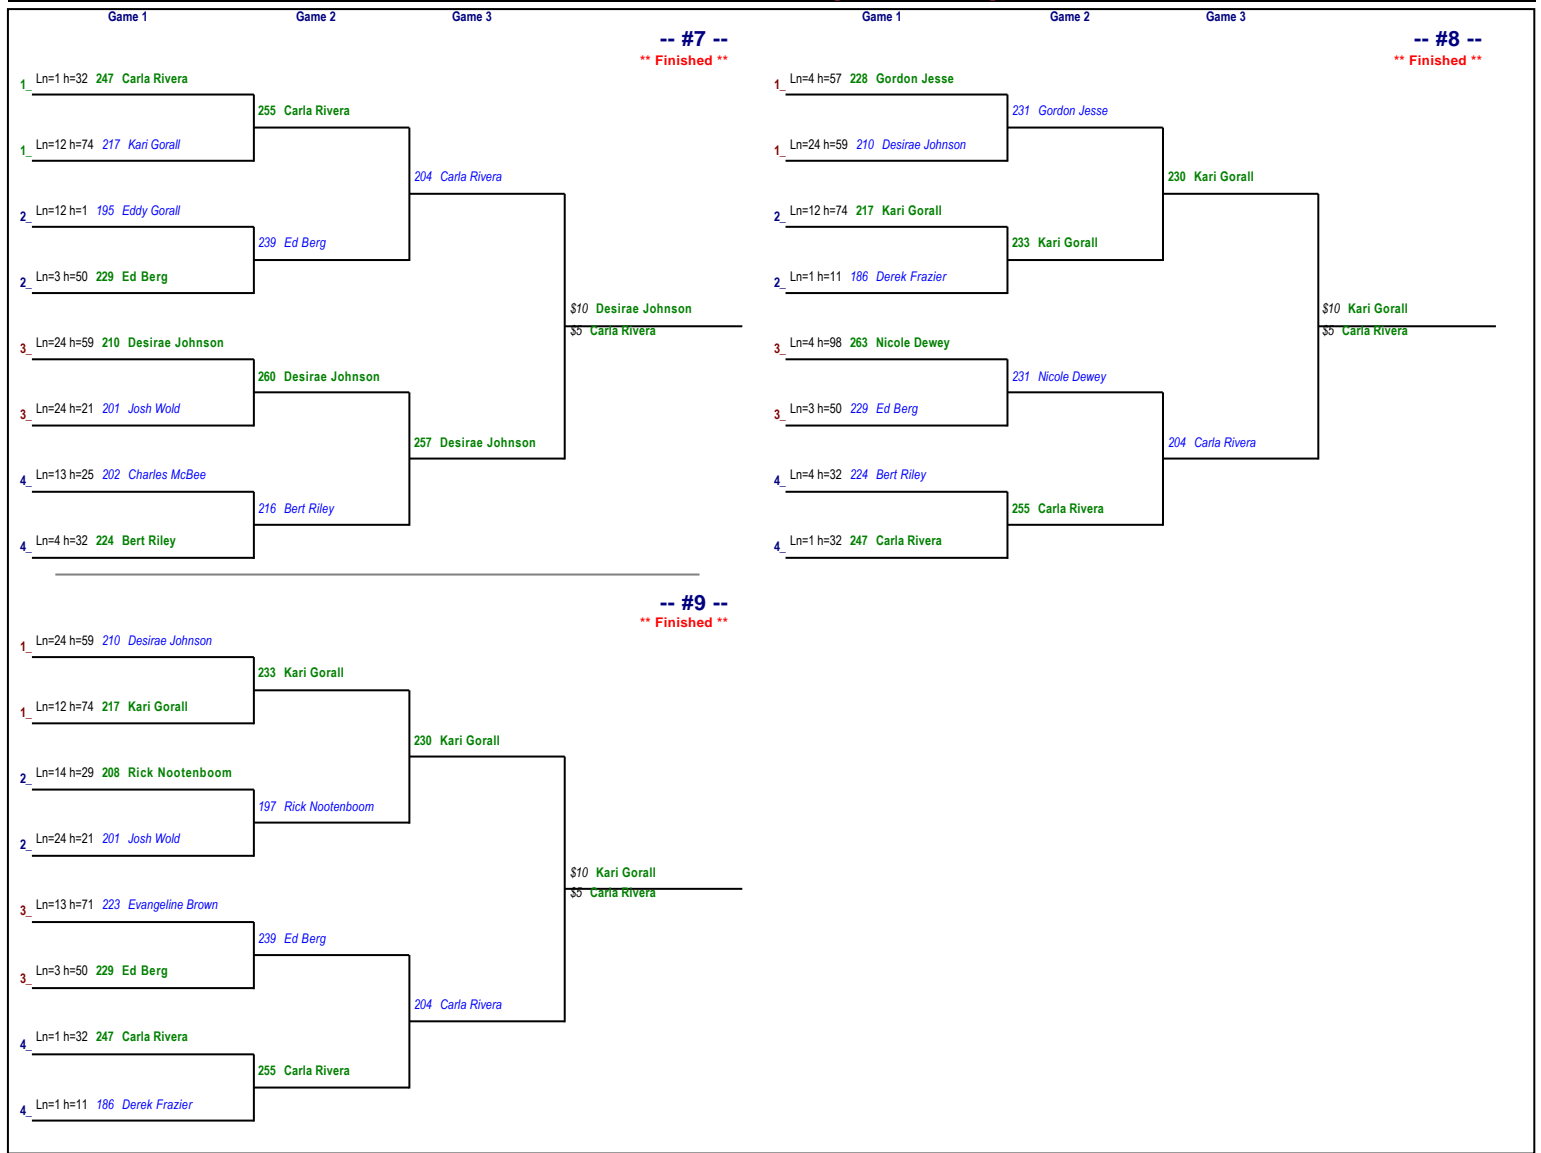 Game 1 Game 2 Game 3 Game 1 Game 2 Game 3
-- #7 --
** Finished **
1_ Ln=1 h=32 247 Carla Rivera
255 Carla Rivera
1_ Ln=12 h=74 217 Kari Gorall
204 Carla Rivera
2_ Ln=12 h=1 195 Eddy Gorall
239 Ed Berg
2_ Ln=3 h=50 229 Ed Berg
$10 Desirae Johnson
$5 Carla Rivera
3_ Ln=24 h=59 210 Desirae Johnson
260 Desirae Johnson
3_ Ln=24 h=21 201 Josh Wold
257 Desirae Johnson
4_ Ln=13 h=25 202 Charles McBee
216 Bert Riley
4_ Ln=4 h=32 224 Bert Riley
-- #8 --
** Finished **
1_ Ln=4 h=57 228 Gordon Jesse
231 Gordon Jesse
1_ Ln=24 h=59 210 Desirae Johnson
230 Kari Gorall
2_ Ln=12 h=74 217 Kari Gorall
233 Kari Gorall
2_ Ln=1 h=11 186 Derek Frazier
$10 Kari Gorall
$5 Carla Rivera
3_ Ln=4 h=98 263 Nicole Dewey
231 Nicole Dewey
3_ Ln=3 h=50 229 Ed Berg
204 Carla Rivera
4_ Ln=4 h=32 224 Bert Riley
255 Carla Rivera
4_ Ln=1 h=32 247 Carla Rivera
-- #9 --
** Finished **
1_ Ln=24 h=59 210 Desirae Johnson
233 Kari Gorall
1_ Ln=12 h=74 217 Kari Gorall
230 Kari Gorall
2_ Ln=14 h=29 208 Rick Nootenboom
197 Rick Nootenboom
2_ Ln=24 h=21 201 Josh Wold
$10 Kari Gorall
$5 Carla Rivera
3_ Ln=13 h=71 223 Evangeline Brown
239 Ed Berg
3_ Ln=3 h=50 229 Ed Berg
204 Carla Rivera
4_ Ln=1 h=32 247 Carla Rivera
255 Carla Rivera
4_ Ln=1 h=11 186 Derek Frazier